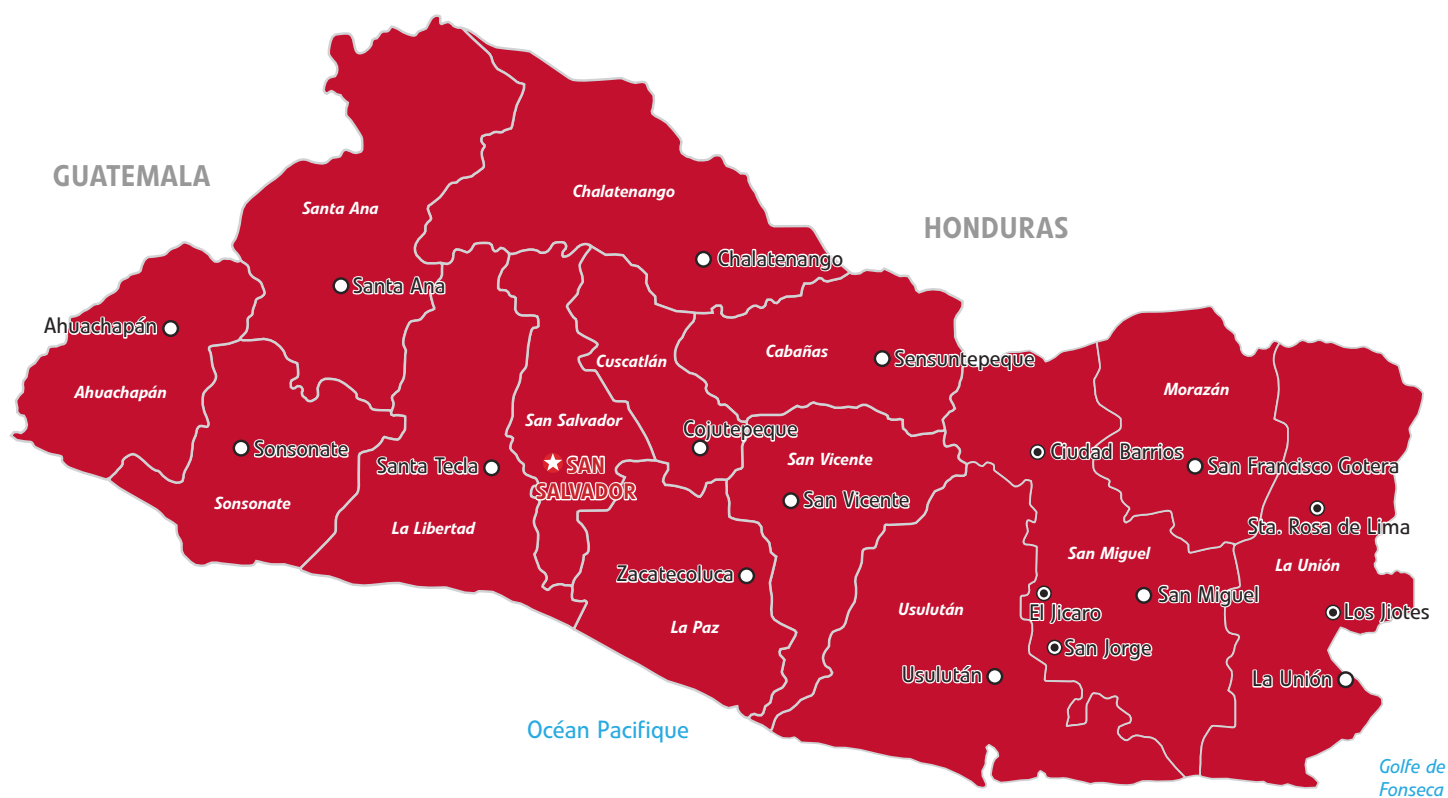 GUATEMALA
Chalatenango
Santa Ana
HONDURAS
Chalatenango
Santa Ana
Ahuachapán
Cuscatlán
Cabañas
Sensuntepeque
Ahuachapán
Morazán
San Salvador
Cojutepeque
Sonsonate
Ciudad Barrios
San Vicente
Santa Tecla
SAN
SALVADOR
San Francisco Gotera
Sonsonate
San Vicente
La Libertad
Sta. Rosa de Lima
San Miguel
La Unión
Zacatecoluca
San Miguel
Usulután
El Jicaro
Los Jiotes
La Paz
San Jorge
Usulután
La Unión
Océan Pacifique
Golfe de
Fonseca